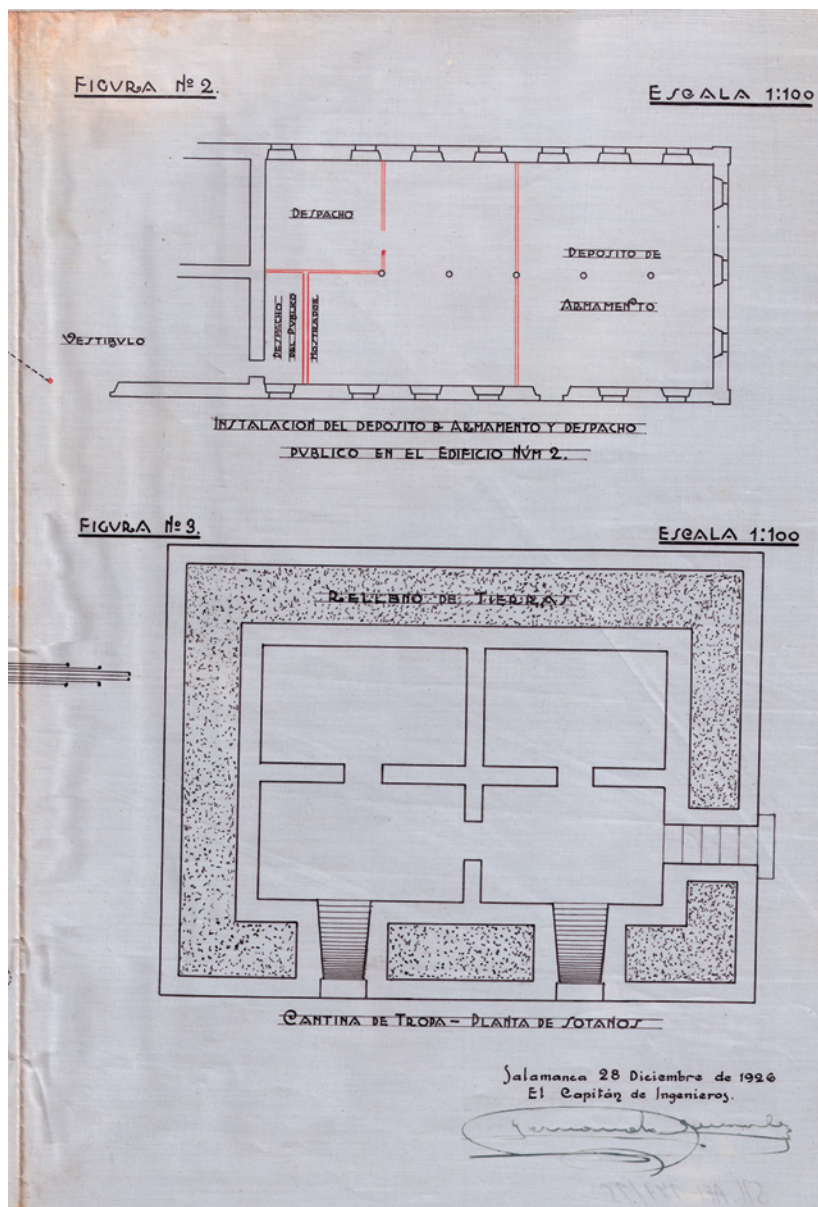 FIGURA Nº 2.
ESCALA 1:100
DESPACHO
DEPOSITO DE
ARMAMENTO
DESPACHO
DEL PUBLICO
MOSTRADOR
VESTIBULO
INSTALACION DEL DEPOSITO DE ARMAMENTO Y DESPACHO
PUBLICO EN EL EDIFICIO NÚM 2.
FIGURA Nº 3.
ESCALA 1:100
RELLENO DE TIERRAS
CANTINA DE TROPA - PLANTA DE SOTANOS
Salamanca 28 Diciembre de 1926
El Capitán de Ingenieros.